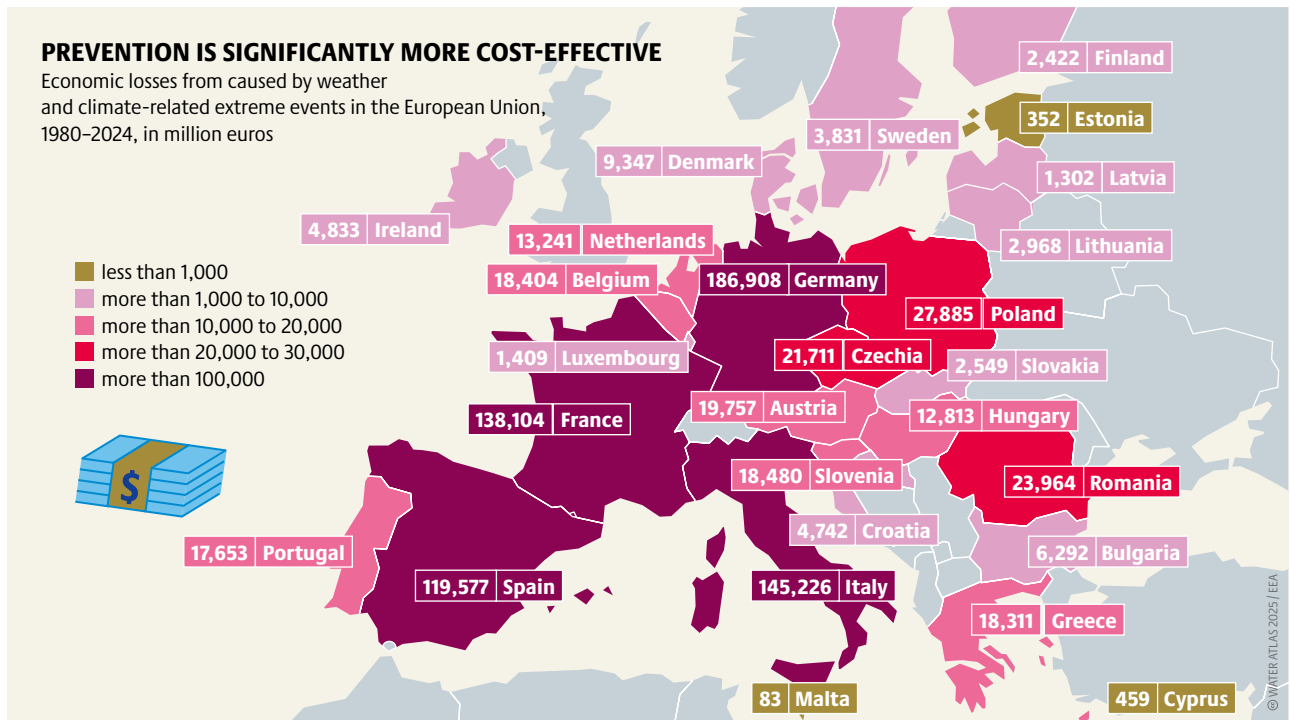 PREVENTION IS SIGNIFICANTLY MORE COST-EFFECTIVE
Economic losses from caused by weather
and climate-related extreme events in the European Union,
1980–2024, in million euros
2,422 Finland
352 Estonia
3,831 Sweden
9,347 Denmark
1,302 Latvia
4,833 Ireland
13,241 Netherlands
2,968 Lithuania
18,404 Belgium
186,908 Germany
less than 1,000
more than 1,000 to 10,000
more than 10,000 to 20,000
more than 20,000 to 30,000
more than 100,000
27,885 Poland
1,409 Luxembourg
21,711 Czechia
2,549 Slovakia
19,757 Austria
12,813 Hungary
138,104 France
18,480 Slovenia
23,964 Romania
$
4,742 Croatia
17,653 Portugal
6,292 Bulgaria
119,577 Spain
145,226 Italy
18,311 Greece
83 Malta
459 Cyprus
cc WATER ATLAS 2025 / EEA